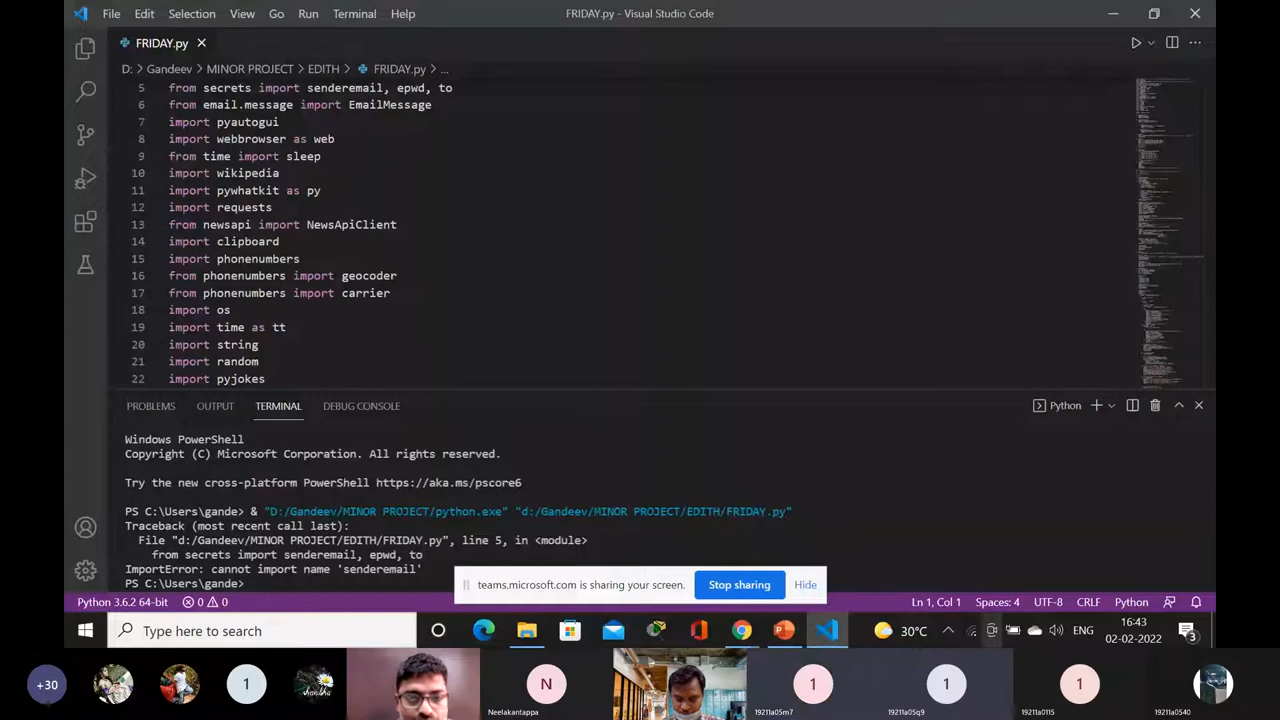 File Edit Selection View Go Run Terminal Help
FRIDAY.py - Visual Studio Code
FRIDAY.py
D: > Gandeev > MINOR PROJECT > EDITH > FRIDAY.py > ...
5 from secrets import senderemail, epwd, to
6 from email.message import EmailMessage
7 import pyautogui
8 import webbrowser as web
9 from time import sleep
10 import wikipedia
11 import pywhatkit as py
12 import requests
13 from newsapi import NewsApiClient
14 import clipboard
15 import phonenumbers
16 from phonenumbers import geocoder
17 from phonenumbers import carrier
18 import os
19 import time as tt
20 import string
21 import random
22 import pyjokes
PROBLEMS OUTPUT TERMINAL DEBUG CONSOLE
Python
Windows PowerShell
Copyright (C) Microsoft Corporation. All rights reserved.
Try the new cross-platform PowerShell https://aka.ms/pscore6
PS C:\Users\gande> & "D:/Gandeev/MINOR PROJECT/python.exe" "d:/Gandeev/MINOR PROJECT/EDITH/FRIDAY.py"
Traceback (most recent call last):
File "d:/Gandeev/MINOR PROJECT/EDITH/FRIDAY.py", line 5, in <module>
from secrets import senderemail, epwd, to
ImportError: cannot import name 'senderemail'
PS C:\Users\gande>
teams.microsoft.com is sharing your screen. Stop sharing Hide
Python 3.6.2 64-bit 0 0 Ln 1, Col 1 Spaces: 4 UTF-8 CRLF Python
Type here to search
30°C ENG
16:43
02-02-2022
3
+30 1 N 1 1 1
Neelakantappa 19211a05m7 19211a05q9 19211a0115 19211a0540